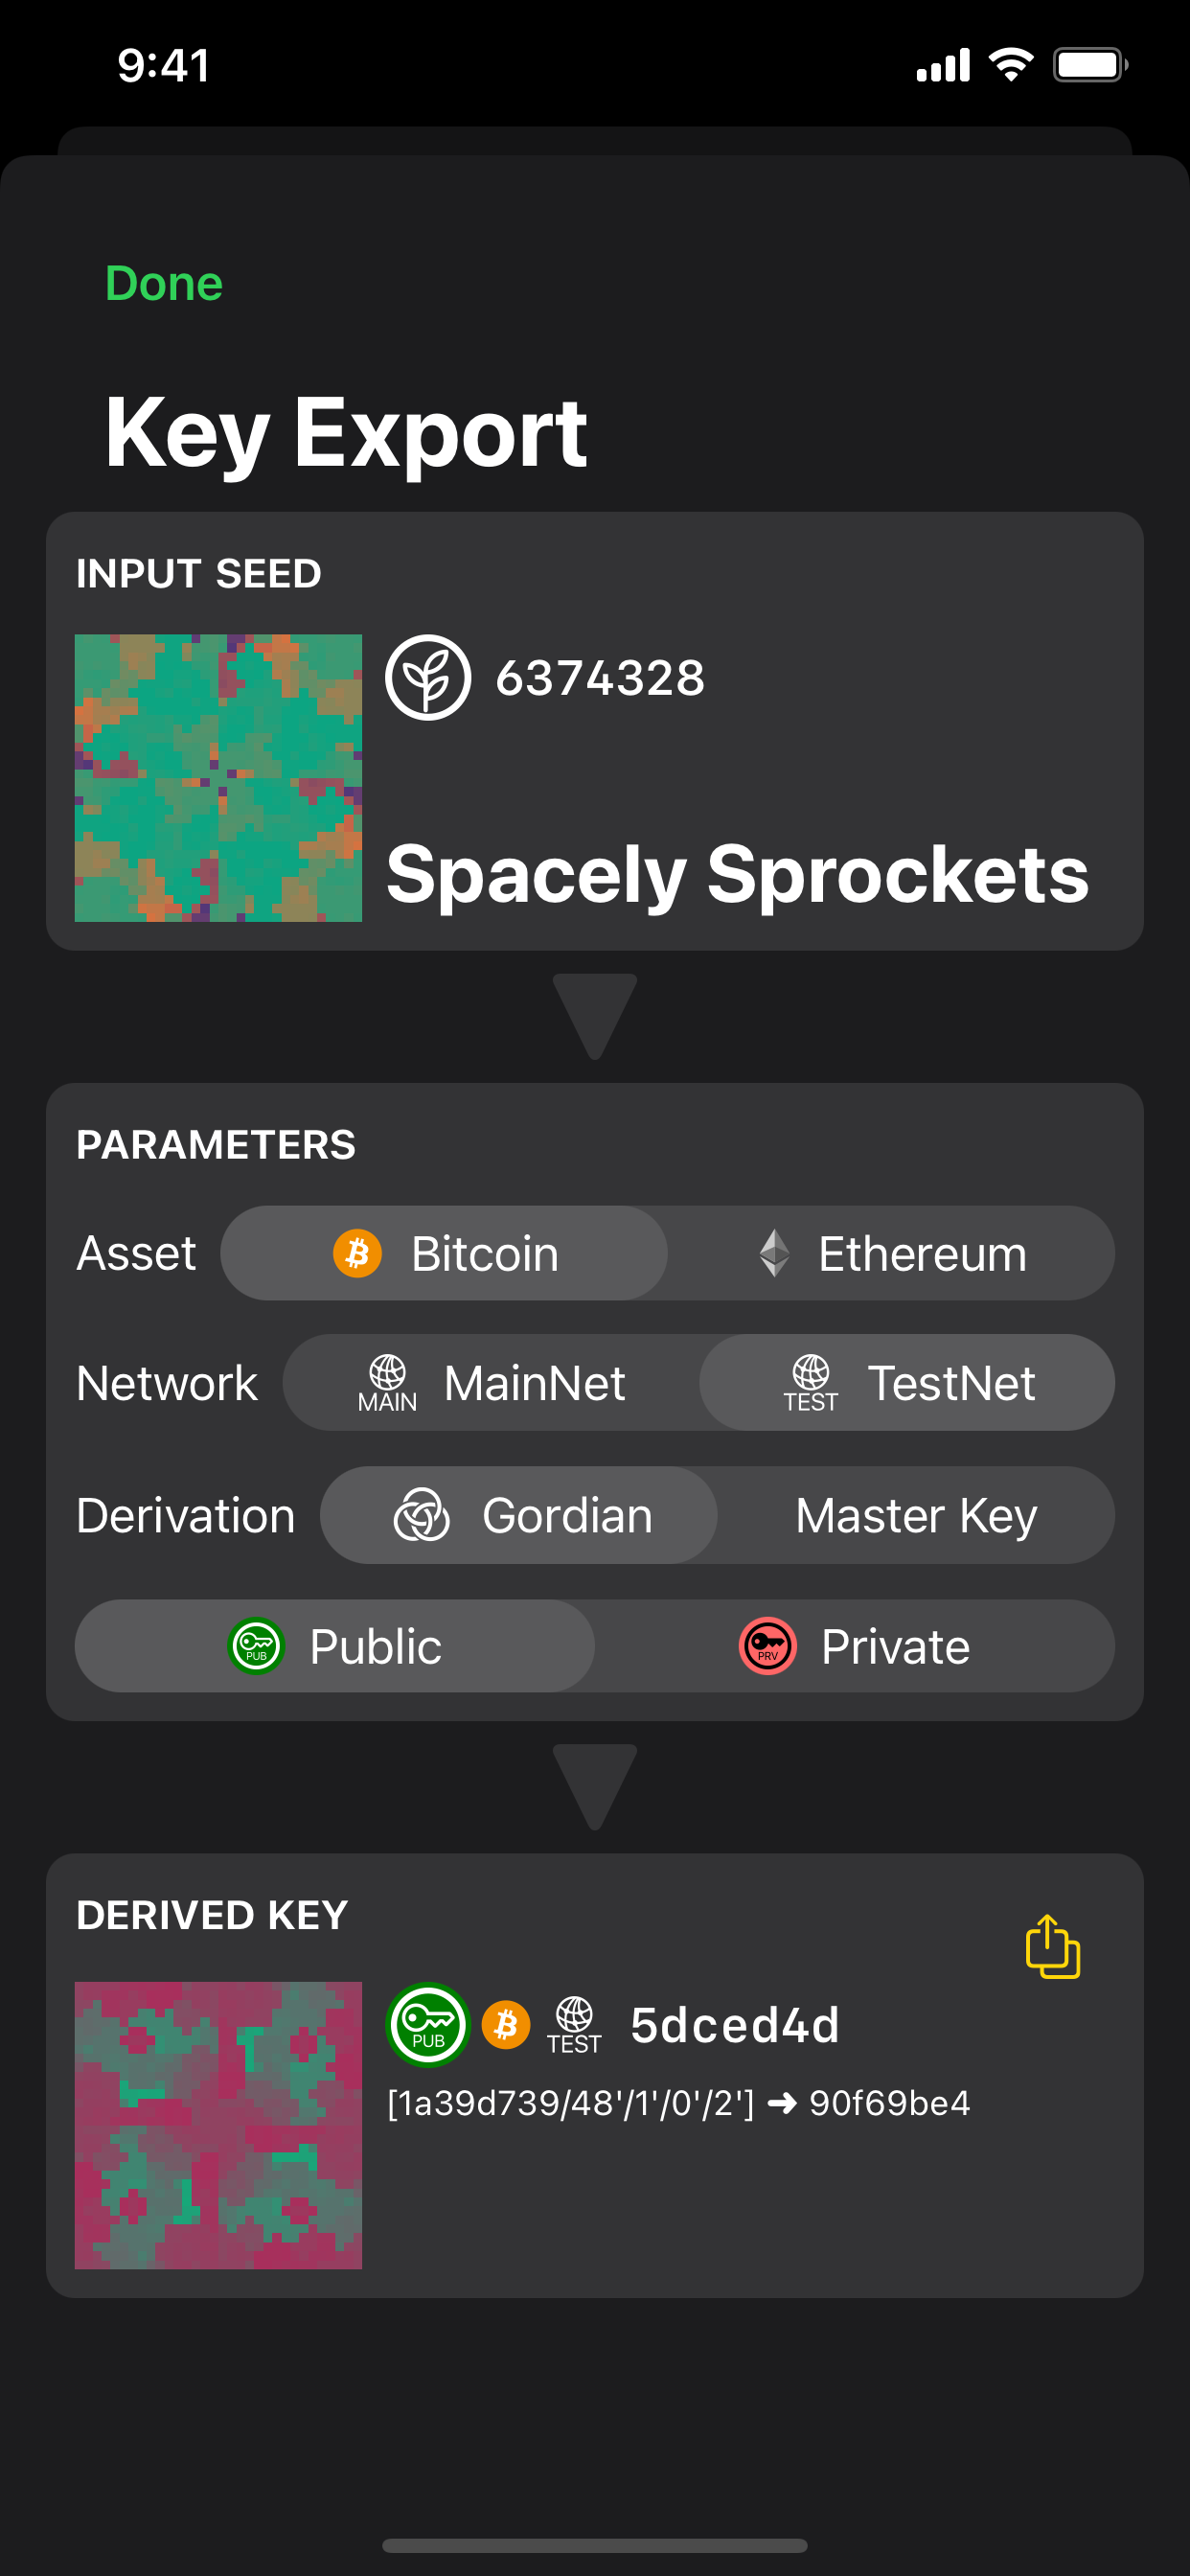 9:41
Done
Key Export
INPUT SEED
6374328
Spacely Sprockets
PARAMETERS
Asset Bitcoin Ethereum
Network MAIN MainNet TEST TestNet
Derivation Gordian Master Key
PUB Public PRV Private
DERIVED KEY
PUB TEST 5dced4d
[1a39d739/48'/1'/0'/2'] ➜ 90f69be4